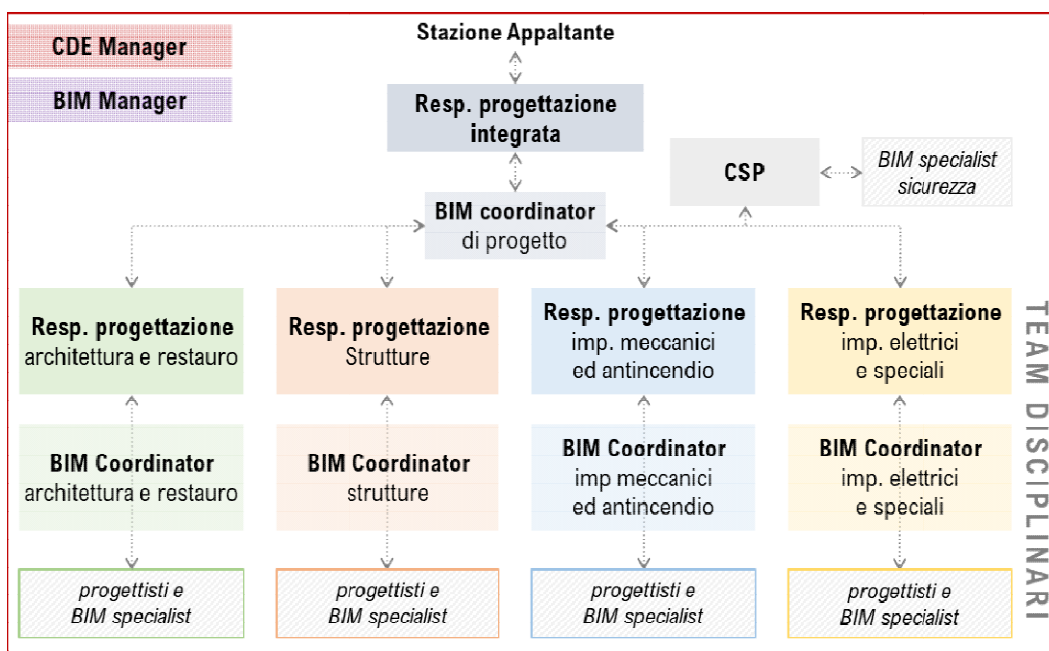 CDE Manager
BIM Manager
Stazione Appaltante
Resp. progettazione
integrata
CSP
BIM specialist
sicurezza
BIM coordinator
di progetto
Resp. progettazione
architettura e restauro
Resp. progettazione
Strutture
Resp. progettazione
imp. meccanici
ed antincendio
Resp. progettazione
imp. elettrici
e speciali
BIM Coordinator
architettura e restauro
BIM Coordinator
strutture
BIM Coordinator
imp meccanici
ed antincendio
BIM Coordinator
imp. elettrici
e speciali
progettisti e
BIM specialist
progettisti e
BIM specialist
progettisti e
BIM specialist
progettisti e
BIM specialist
TEAM DISCIPLINARI